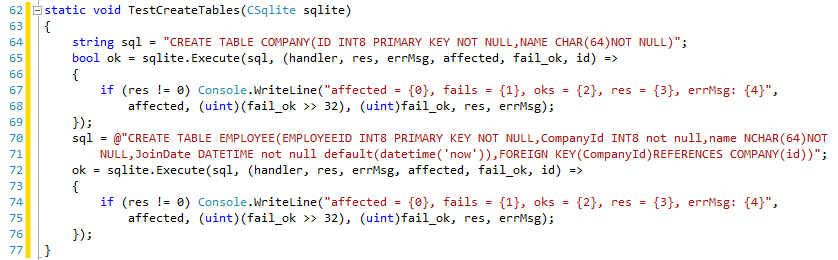 62 static void TestCreateTables(CSqlite sqlite)
63 {
64 string sql = "CREATE TABLE COMPANY(ID INT8 PRIMARY KEY NOT NULL,NAME CHAR(64)NOT NULL)";
65 bool ok = sqlite.Execute(sql, (handler, res, errMsg, affected, fail_ok, id) =>
66 {
67 if (res != 0) Console.WriteLine("affected = {0}, fails = {1}, oks = {2}, res = {3}, errMsg: {4}",
68 affected, (uint)(fail_ok >> 32), (uint)fail_ok, res, errMsg);
69 });
70 sql = @"CREATE TABLE EMPLOYEE(EMPLOYEEID INT8 PRIMARY KEY NOT NULL,CompanyId INT8 not null,name NCHAR(64)NOT
71 NULL,JoinDate DATETIME not null default(datetime('now')),FOREIGN KEY(CompanyId)REFERENCES COMPANY(id))";
72 ok = sqlite.Execute(sql, (handler, res, errMsg, affected, fail_ok, id) =>
73 {
74 if (res != 0) Console.WriteLine("affected = {0}, fails = {1}, oks = {2}, res = {3}, errMsg: {4}",
75 affected, (uint)(fail_ok >> 32), (uint)fail_ok, res, errMsg);
76 });
77 }